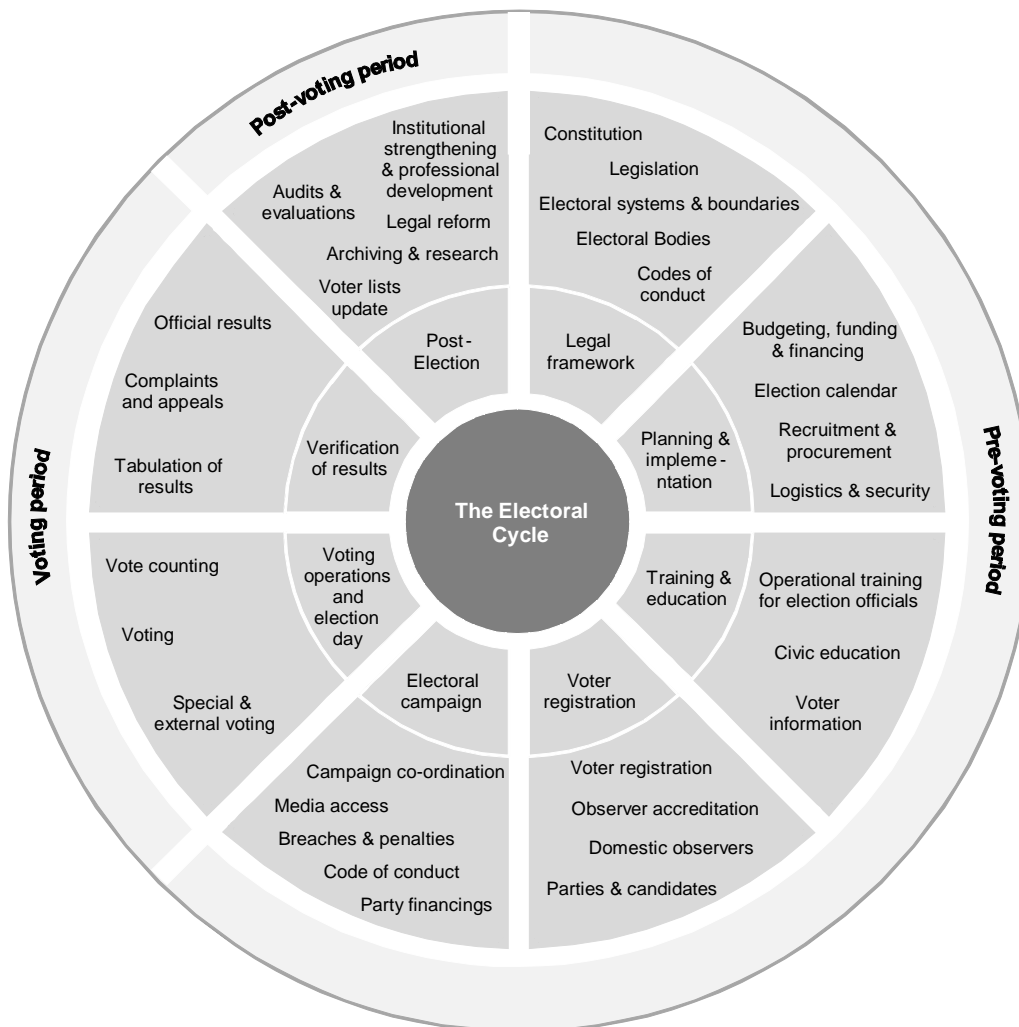 Post-voting period
Institutional
strengthening
& professional
development
Audits &
evaluations
Legal reform
Archiving & research
Voter lists
update
Post-
Election
Constitution
Legislation
Electoral systems & boundaries
Electoral Bodies
Codes of
conduct
Legal
framework
Budgeting, funding
& financing
Election calendar
Recruitment &
procurement
Logistics & security
Planning &
impleme-
ntation
Pre-voting period
Training &
education
Operational training
for election officials
Civic education
Voter
information
Voter
registration
Voter registration
Observer accreditation
Domestic observers
Parties & candidates
Electoral
campaign
Campaign co-ordination
Media access
Breaches & penalties
Code of conduct
Party financings
Voting
operations
and
election
day
Vote counting
Voting
Special &
external voting
Voting period
Verification
of results
Official results
Complaints
and appeals
Tabulation of
results
The Electoral
Cycle